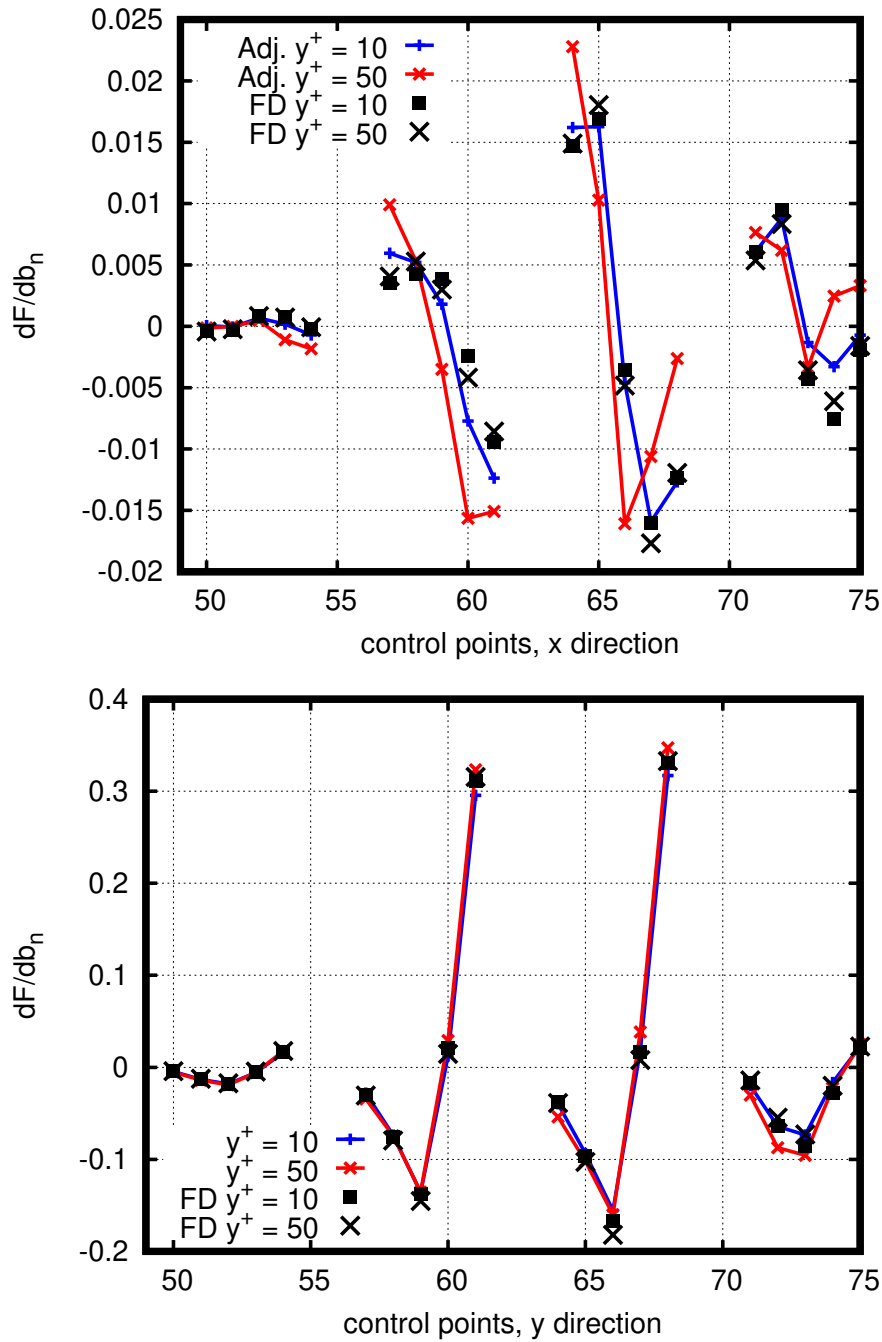 0.025
0.02
0.015
0.01
0.005
0
-0.005
-0.01
-0.015
-0.02
dF/db_n
Adj. y⁺ = 10
Adj. y⁺ = 50
FD y⁺ = 10
FD y⁺ = 50
50 55 60 65 70 75
control points, x direction
0.4
0.3
0.2
0.1
0
-0.1
-0.2
dF/db_n
y⁺ = 10
y⁺ = 50
FD y⁺ = 10
FD y⁺ = 50
50 55 60 65 70 75
control points, y direction